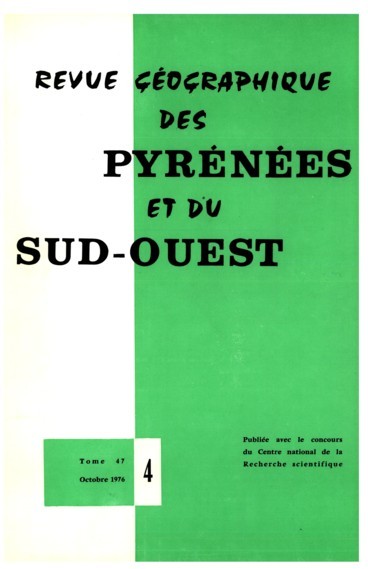 REVUE GÉOGRAPHIQUE
DES
PYRÉNÉES
ET DU
SUD-OUEST
Tome 47
Octobre 1976
4
Publiée avec le concours
du Centre national de la
Recherche scientifique